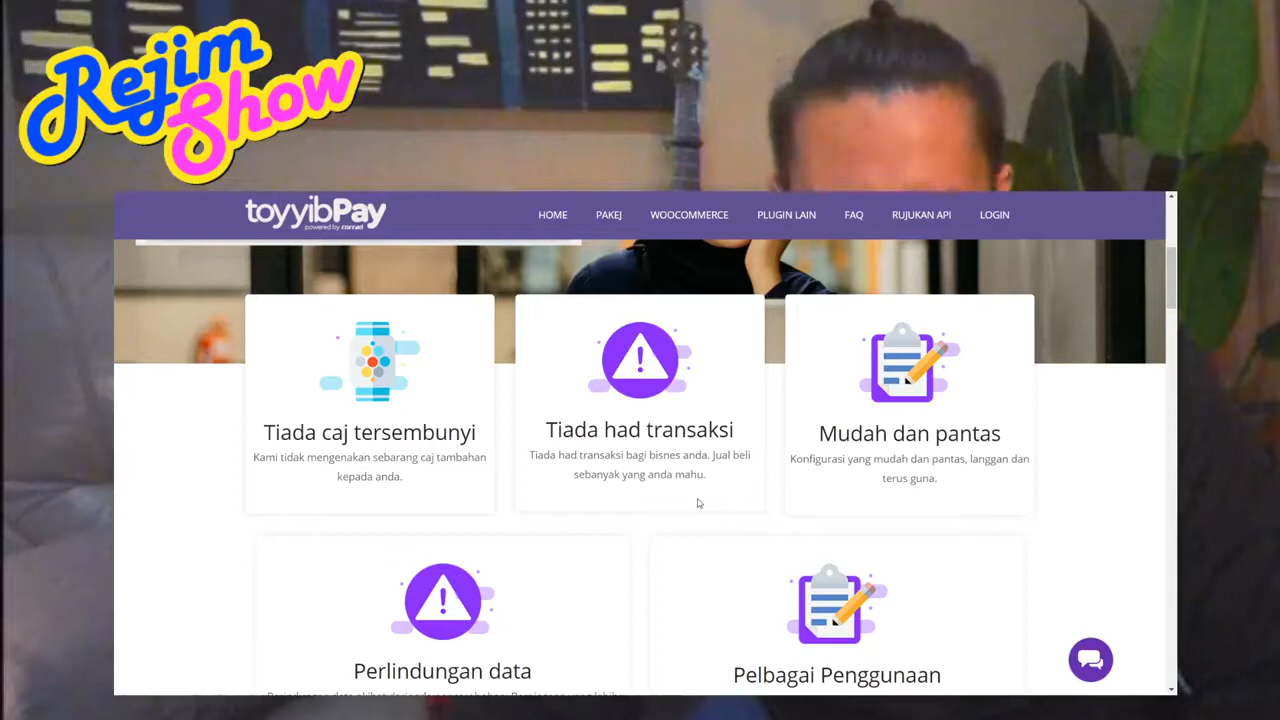 Rejim
Show
toyyibPay
powered by
HOME
PAKEJ
WOOCOMMERCE
PLUGIN LAIN
FAQ
RUJUKAN API
LOGIN
Tiada caj tersembunyi
Kami tidak mengenakan sebarang caj tambahan
kepada anda.
Tiada had transaksi
Tiada had transaksi bagi bisnes anda. Jual beli
sebanyak yang anda mahu.
Mudah dan pantas
Konfigurasi yang mudah dan pantas, langgan dan
terus guna.
Perlindungan data
Pelbagai Penggunaan